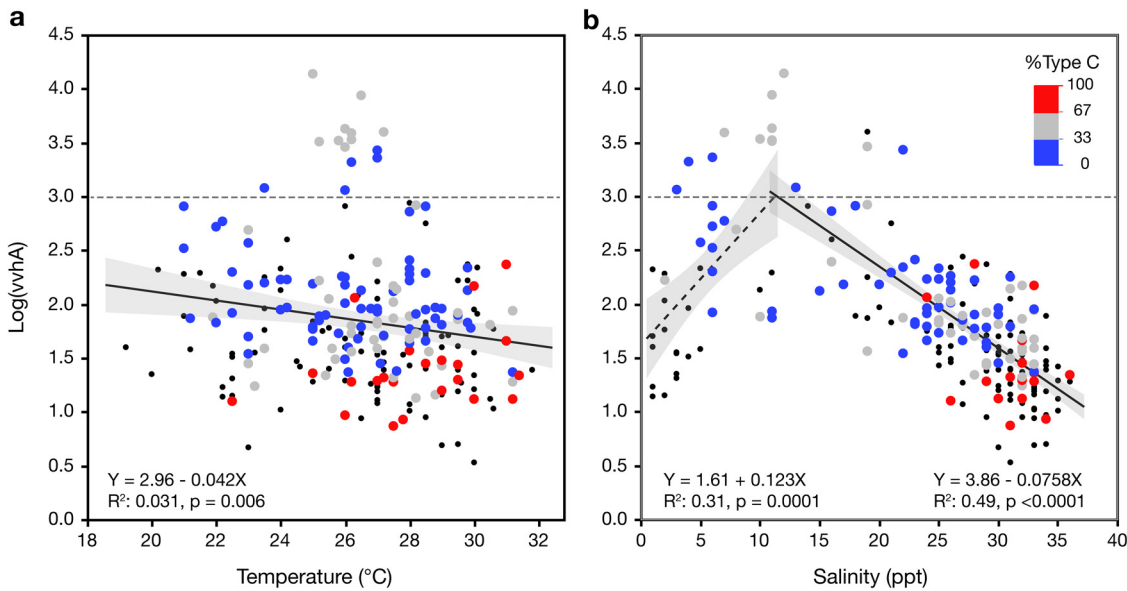 a
b
4.5
4.0
3.5
3.0
2.5
2.0
1.5
1.0
0.5
0.0
Log(vvhA)
Y = 2.96 - 0.042X
R²: 0.031, p = 0.006
18 20 22 24 26 28 30 32
Temperature (°C)
4.5
4.0
3.5
3.0
2.5
2.0
1.5
1.0
0.5
0.0
%Type C
100
67
33
0
Y = 1.61 + 0.123X
R²: 0.31, p = 0.0001
Y = 3.86 - 0.0758X
R²: 0.49, p <0.0001
0 5 10 15 20 25 30 35 40
Salinity (ppt)